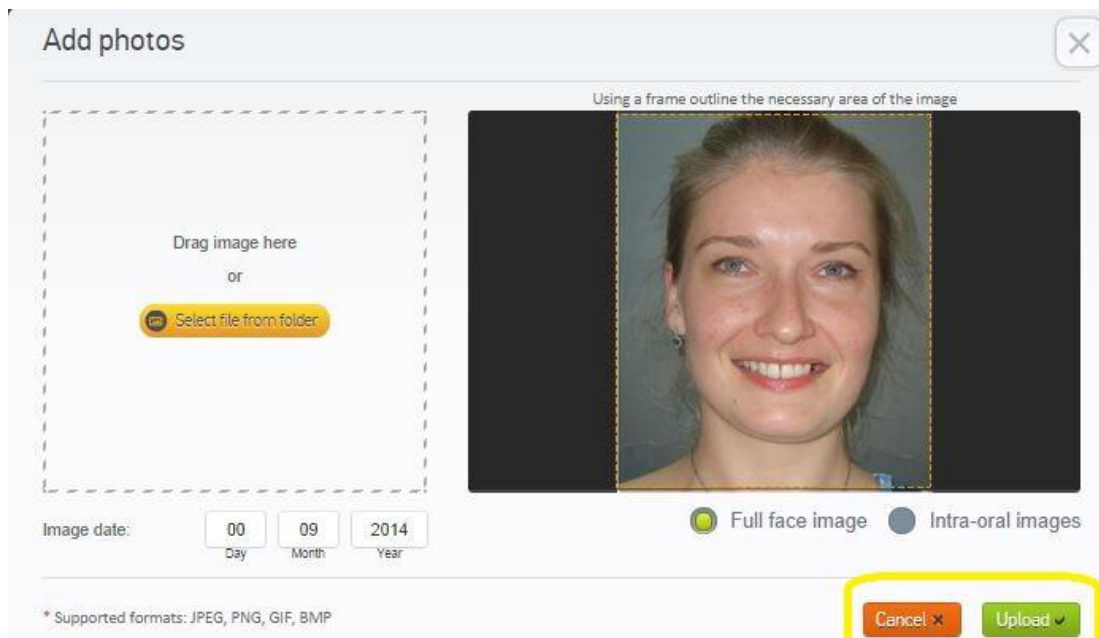 Add photos
Using a frame outline the necessary area of the image
Drag image here
or
Select file from folder
Image date:
00
09
2014
Day
Month
Year
Full face image
Intra-oral images
* Supported formats: JPEG, PNG, GIF, BMP
Cancel
Upload